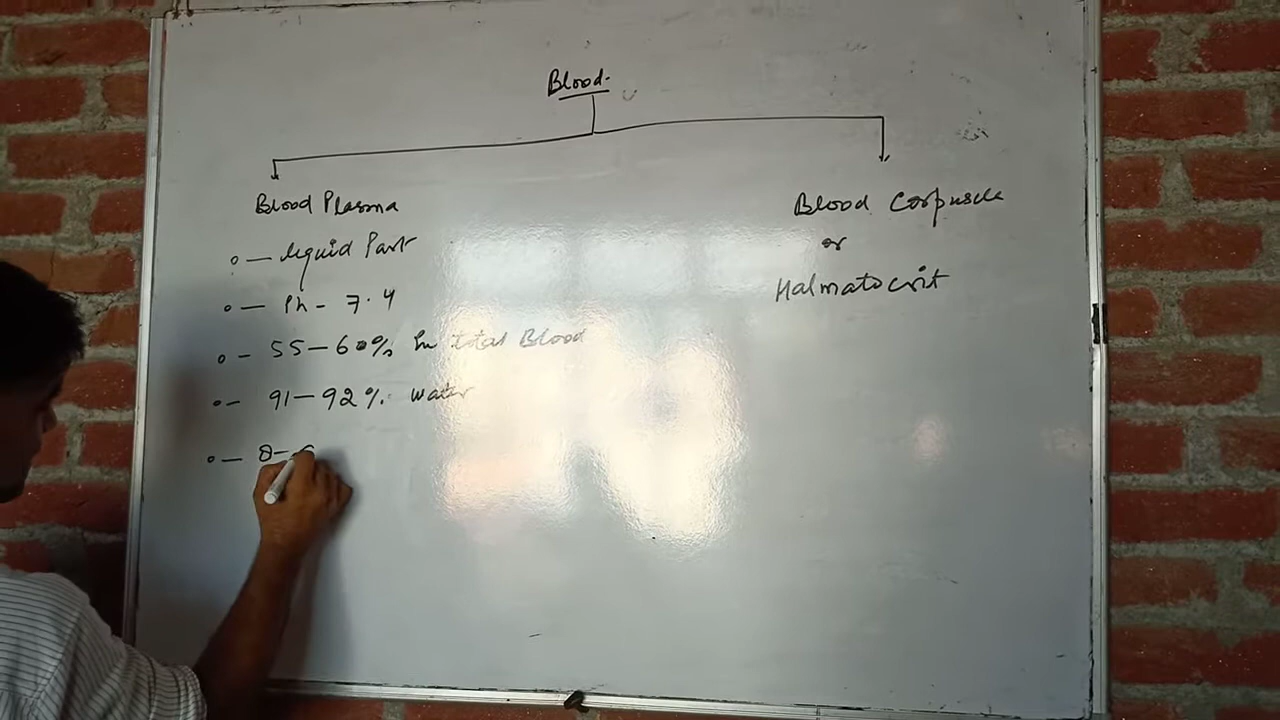 Blood.
Blood Plasma
Blood Corpuscle
- liquid Part
or
- Ph - 7.4
Halmatocrit
- 55-60% In total Blood
- 91-92% water
- 8-